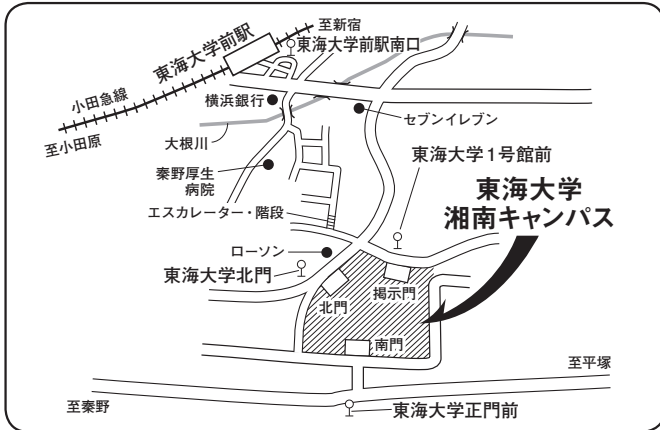 至新宿
東海大学前駅
東海大学前駅南口
小田急線
至小田原
横浜銀行
セブンイレブン
大根川
秦野厚生
病院
東海大学1号館前
東海大学
湘南キャンパス
エスカレーター・階段
ローソン
東海大学北門
北門
掲示門
南門
至平塚
至秦野
東海大学正門前